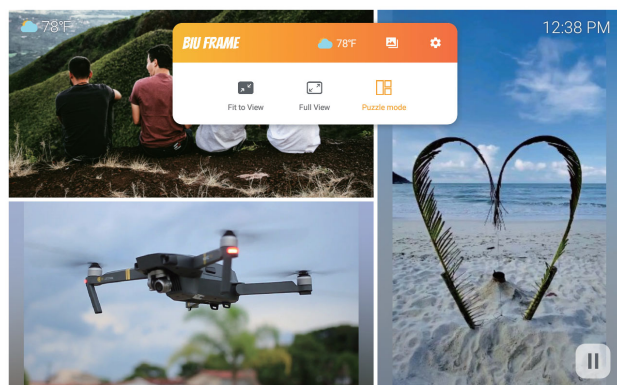 78°F
12:38 PM
BIU FRAME
78°F
Fit to View
Full View
Puzzle mode